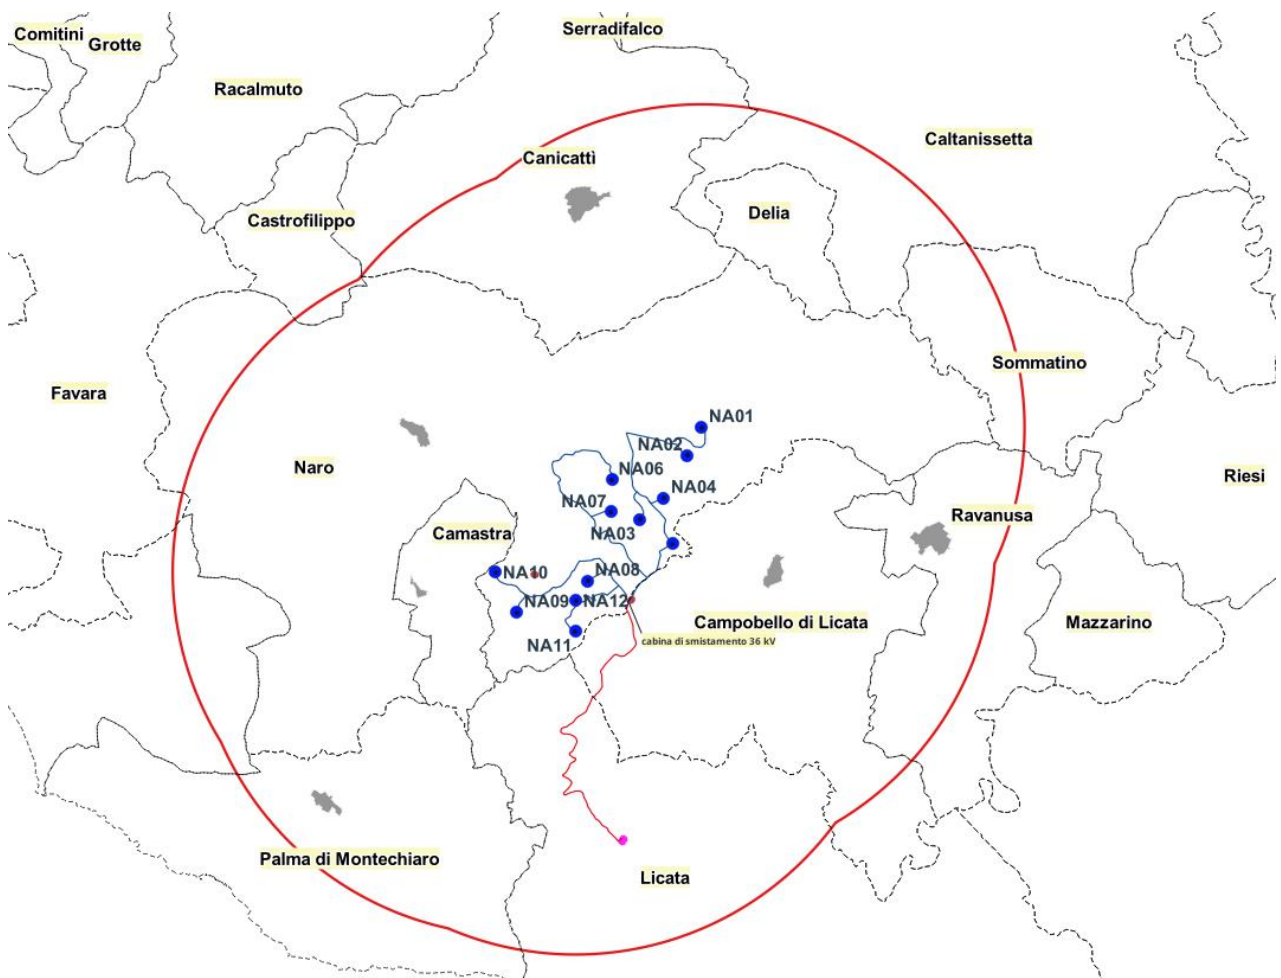 Comitini
Grotte
Serradifalco
Racalmuto
Caltanissetta
Canicattì
Delia
Castrofilippo
Sommatino
Favara
NA01
NA02
Naro
NA06
Riesi
NA04
NA07
Ravanusa
Camastra
NA03
NA10
NA08
NA09
NA12
Campobello di Licata
Mazzarino
NA11
cabina di smistamento 36 kV
Palma di Montechiaro
Licata